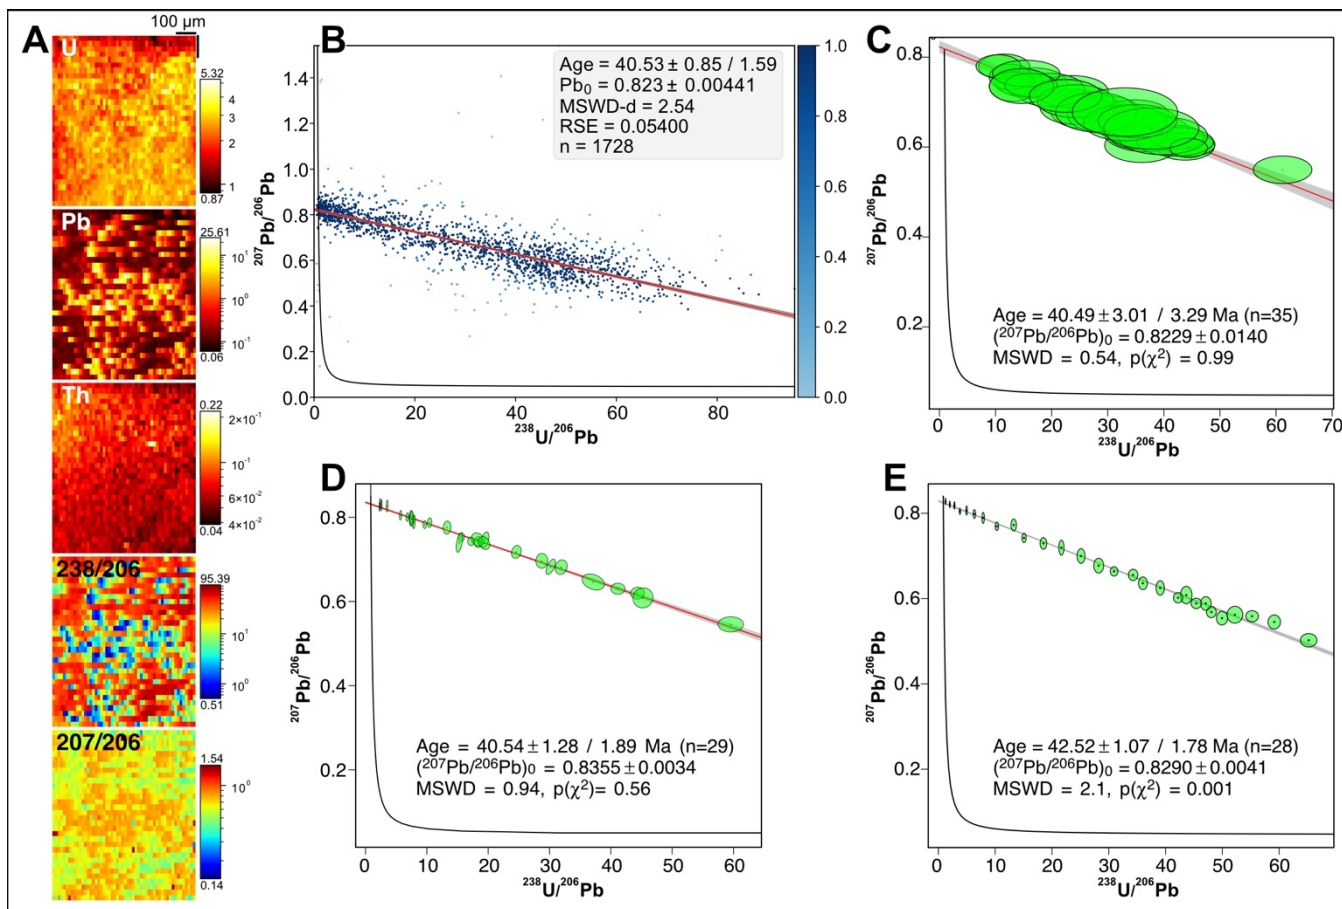 A
100 µm
U
5.32
4
3
2
1
0.87
Pb
25.61
10¹
10⁰
10⁻¹
0.06
Th
0.22
2×10⁻¹
10⁻¹
6×10⁻²
4×10⁻²
0.04
238/206
95.39
10¹
10⁰
0.51
207/206
1.54
10⁰
0.14
B
Age = 40.53 ± 0.85 / 1.59
Pb₀ = 0.823 ± 0.00441
MSWD-d = 2.54
RSE = 0.05400
n = 1728
1.4
1.2
1.0
0.8
0.6
0.4
0.2
0.0
²⁰⁷Pb/²⁰⁶Pb
0 20 40 60 80
²³⁸U/²⁰⁶Pb
1.0
0.8
0.6
0.4
0.2
0.0
C
0.8
0.6
0.4
0.2
²⁰⁷Pb/²⁰⁶Pb
Age = 40.49 ± 3.01 / 3.29 Ma (n=35)
(²⁰⁷Pb/²⁰⁶Pb)₀ = 0.8229 ± 0.0140
MSWD = 0.54, p(χ²) = 0.99
0 10 20 30 40 50 60 70
²³⁸U/²⁰⁶Pb
D
0.8
0.6
0.4
0.2
²⁰⁷Pb/²⁰⁶Pb
Age = 40.54 ± 1.28 / 1.89 Ma (n=29)
(²⁰⁷Pb/²⁰⁶Pb)₀ = 0.8355 ± 0.0034
MSWD = 0.94, p(χ²)= 0.56
0 10 20 30 40 50 60
²³⁸U/²⁰⁶Pb
E
0.8
0.6
0.4
0.2
²⁰⁷Pb/²⁰⁶Pb
Age = 42.52 ± 1.07 / 1.78 Ma (n=28)
(²⁰⁷Pb/²⁰⁶Pb)₀ = 0.8290 ± 0.0041
MSWD = 2.1, p(χ²) = 0.001
0 10 20 30 40 50 60
²³⁸U/²⁰⁶Pb